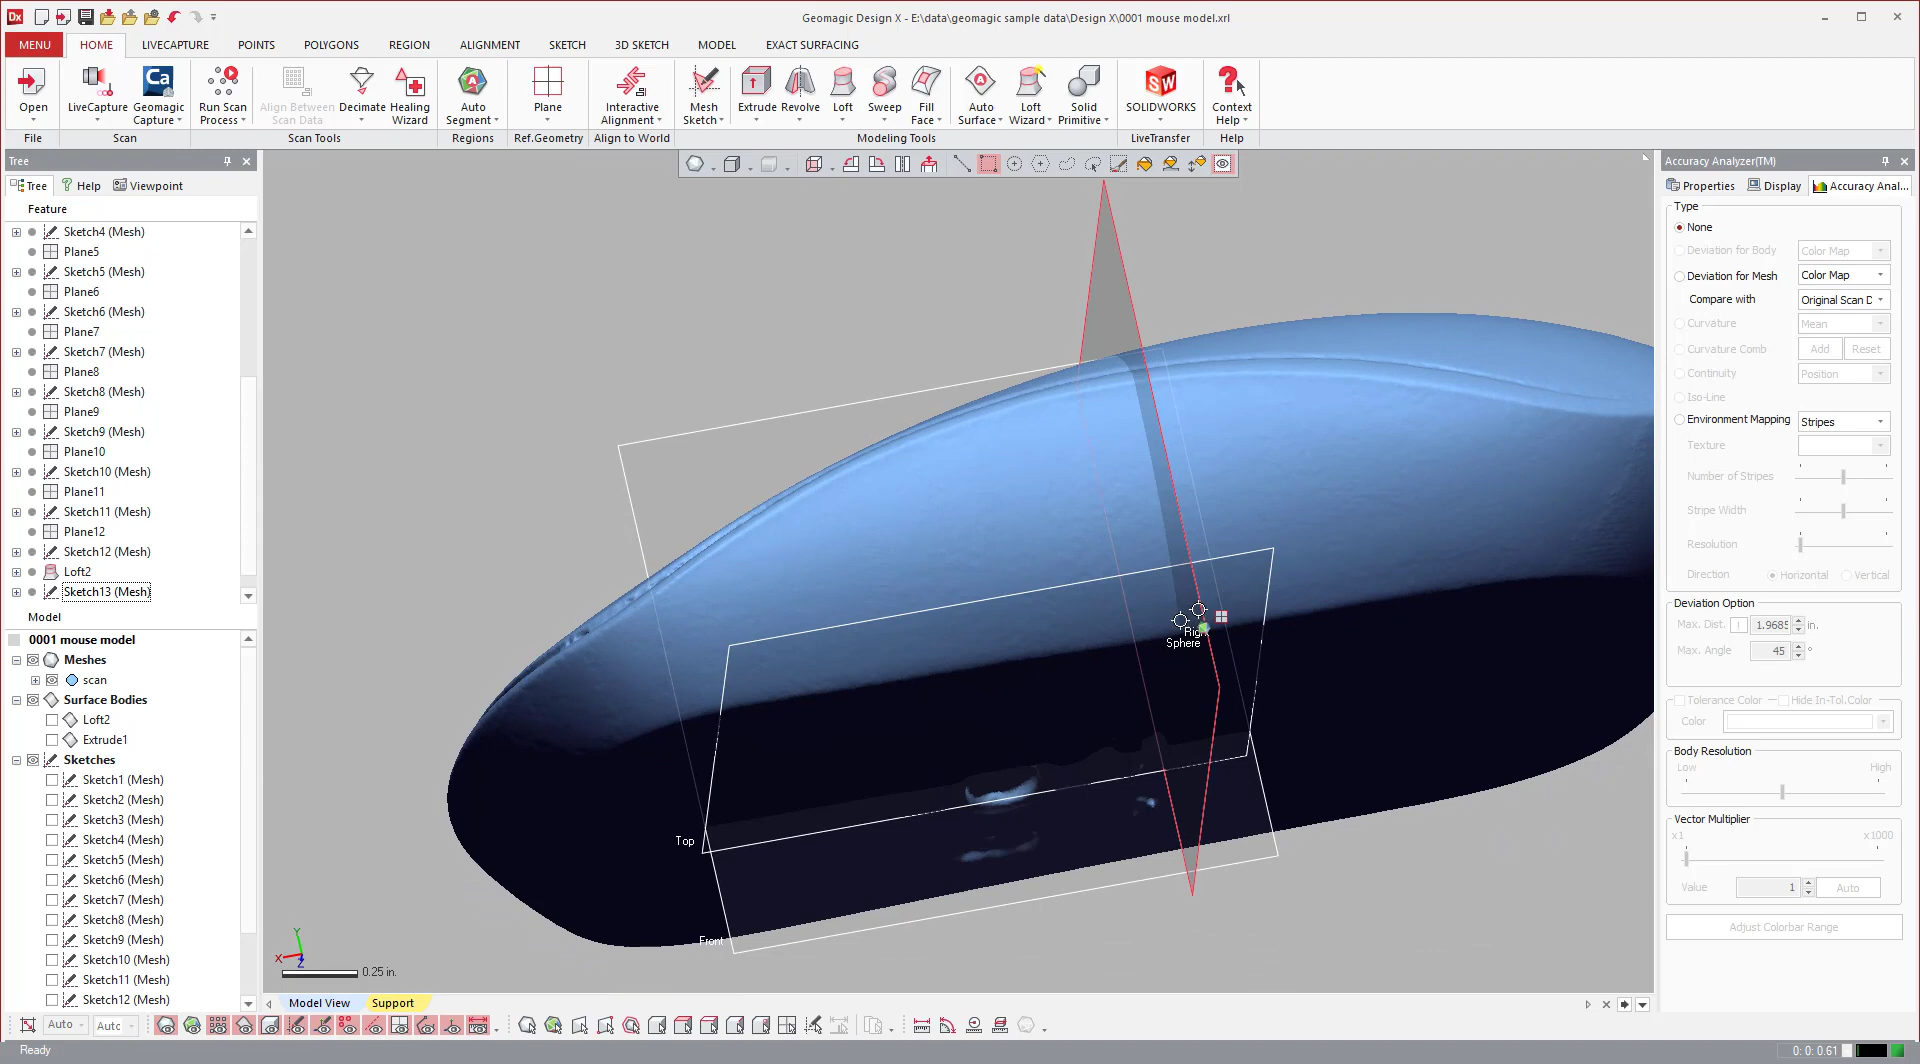 Dx
Geomagic Design X - E:\data\geomagic sample data\Design X\0001 mouse model.xrl
MENU HOME LIVECAPTURE POINTS POLYGONS REGION ALIGNMENT SKETCH 3D SKETCH MODEL EXACT SURFACING
Open LiveCapture Geomagic Capture Run Scan Process Align Between Scan Data Decimate Healing Wizard Auto Segment Plane Interactive Alignment Mesh Sketch Extrude Revolve Loft Sweep Fill Face Auto Surface Loft Wizard Solid Primitive SOLIDWORKS Context Help
File Scan Scan Tools Regions Ref.Geometry Align to World Modeling Tools LiveTransfer Help
Tree
Tree Help Viewpoint
Feature
Sketch4 (Mesh)
Plane5
Sketch5 (Mesh)
Plane6
Sketch6 (Mesh)
Plane7
Sketch7 (Mesh)
Plane8
Sketch8 (Mesh)
Plane9
Sketch9 (Mesh)
Plane10
Sketch10 (Mesh)
Plane11
Sketch11 (Mesh)
Plane12
Sketch12 (Mesh)
Loft2
Sketch13 (Mesh)
Model
0001 mouse model
Meshes
scan
Surface Bodies
Loft2
Extrude1
Sketches
Sketch1 (Mesh)
Sketch2 (Mesh)
Sketch3 (Mesh)
Sketch4 (Mesh)
Sketch5 (Mesh)
Sketch6 (Mesh)
Sketch7 (Mesh)
Sketch8 (Mesh)
Sketch9 (Mesh)
Sketch10 (Mesh)
Sketch11 (Mesh)
Sketch12 (Mesh)
Sphere
Top
Front
Y
X
Z
0.25 in.
Model View Support
Accuracy Analyzer(TM)
Properties Display Accuracy Anal...
Type
None
Deviation for Body Color Map
Deviation for Mesh Color Map
Compare with Original Scan D
Curvature Mean
Curvature Comb Add Reset
Continuity Position
Iso-Line
Environment Mapping Stripes
Texture
Number of Stripes
Stripe Width
Resolution
Direction Horizontal Vertical
Deviation Option
Max. Dist. 1.9685 in.
Max. Angle 45 °
Tolerance Color Hide In-Tol.Color
Color
Body Resolution
Low High
Vector Multiplier
x1 x1000
Value 1 Auto
Adjust Colorbar Range
Auto Auto
Ready
0: 0: 0.61